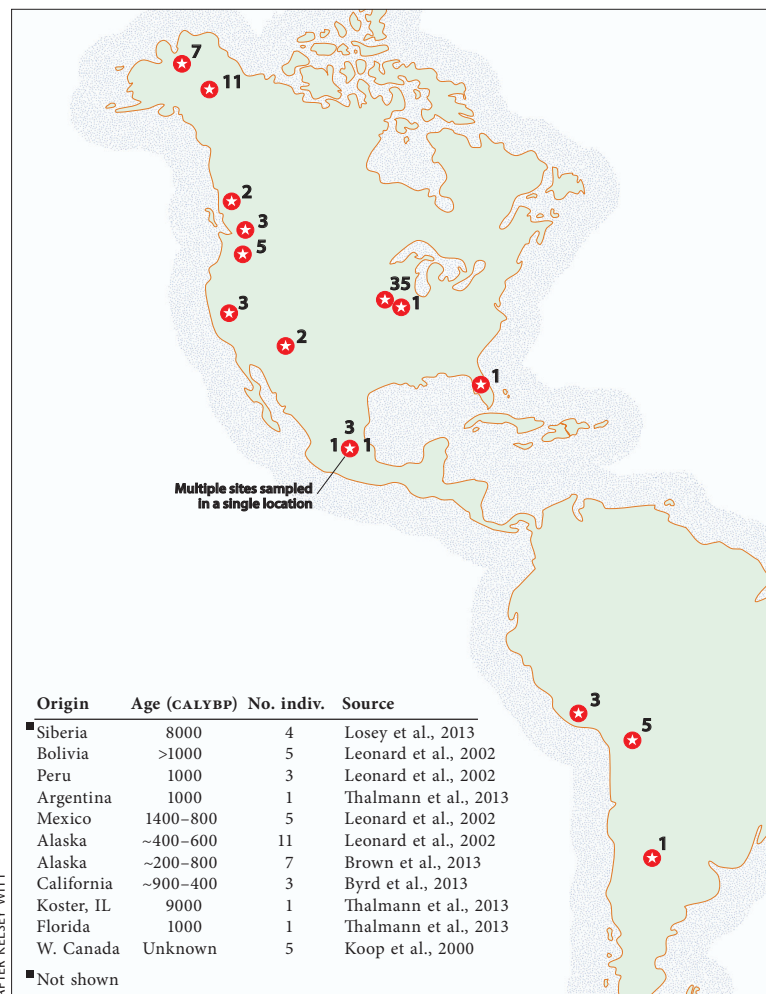 7
11
2
3
5
35
1
3
2
1
3
1 1
Multiple sites sampled
in a single location
3
5
1
Origin Age (CALYBP) No. indiv. Source
■Siberia 8000 4 Losey et al., 2013
Bolivia >1000 5 Leonard et al., 2002
Peru 1000 3 Leonard et al., 2002
Argentina 1000 1 Thalmann et al., 2013
Mexico 1400–800 5 Leonard et al., 2002
Alaska ~400–600 11 Leonard et al., 2002
Alaska ~200–800 7 Brown et al., 2013
California ~900–400 3 Byrd et al., 2013
Koster, IL 9000 1 Thalmann et al., 2013
Florida 1000 1 Thalmann et al., 2013
W. Canada Unknown 5 Koop et al., 2000
■Not shown
AFTER KELSEY WITT